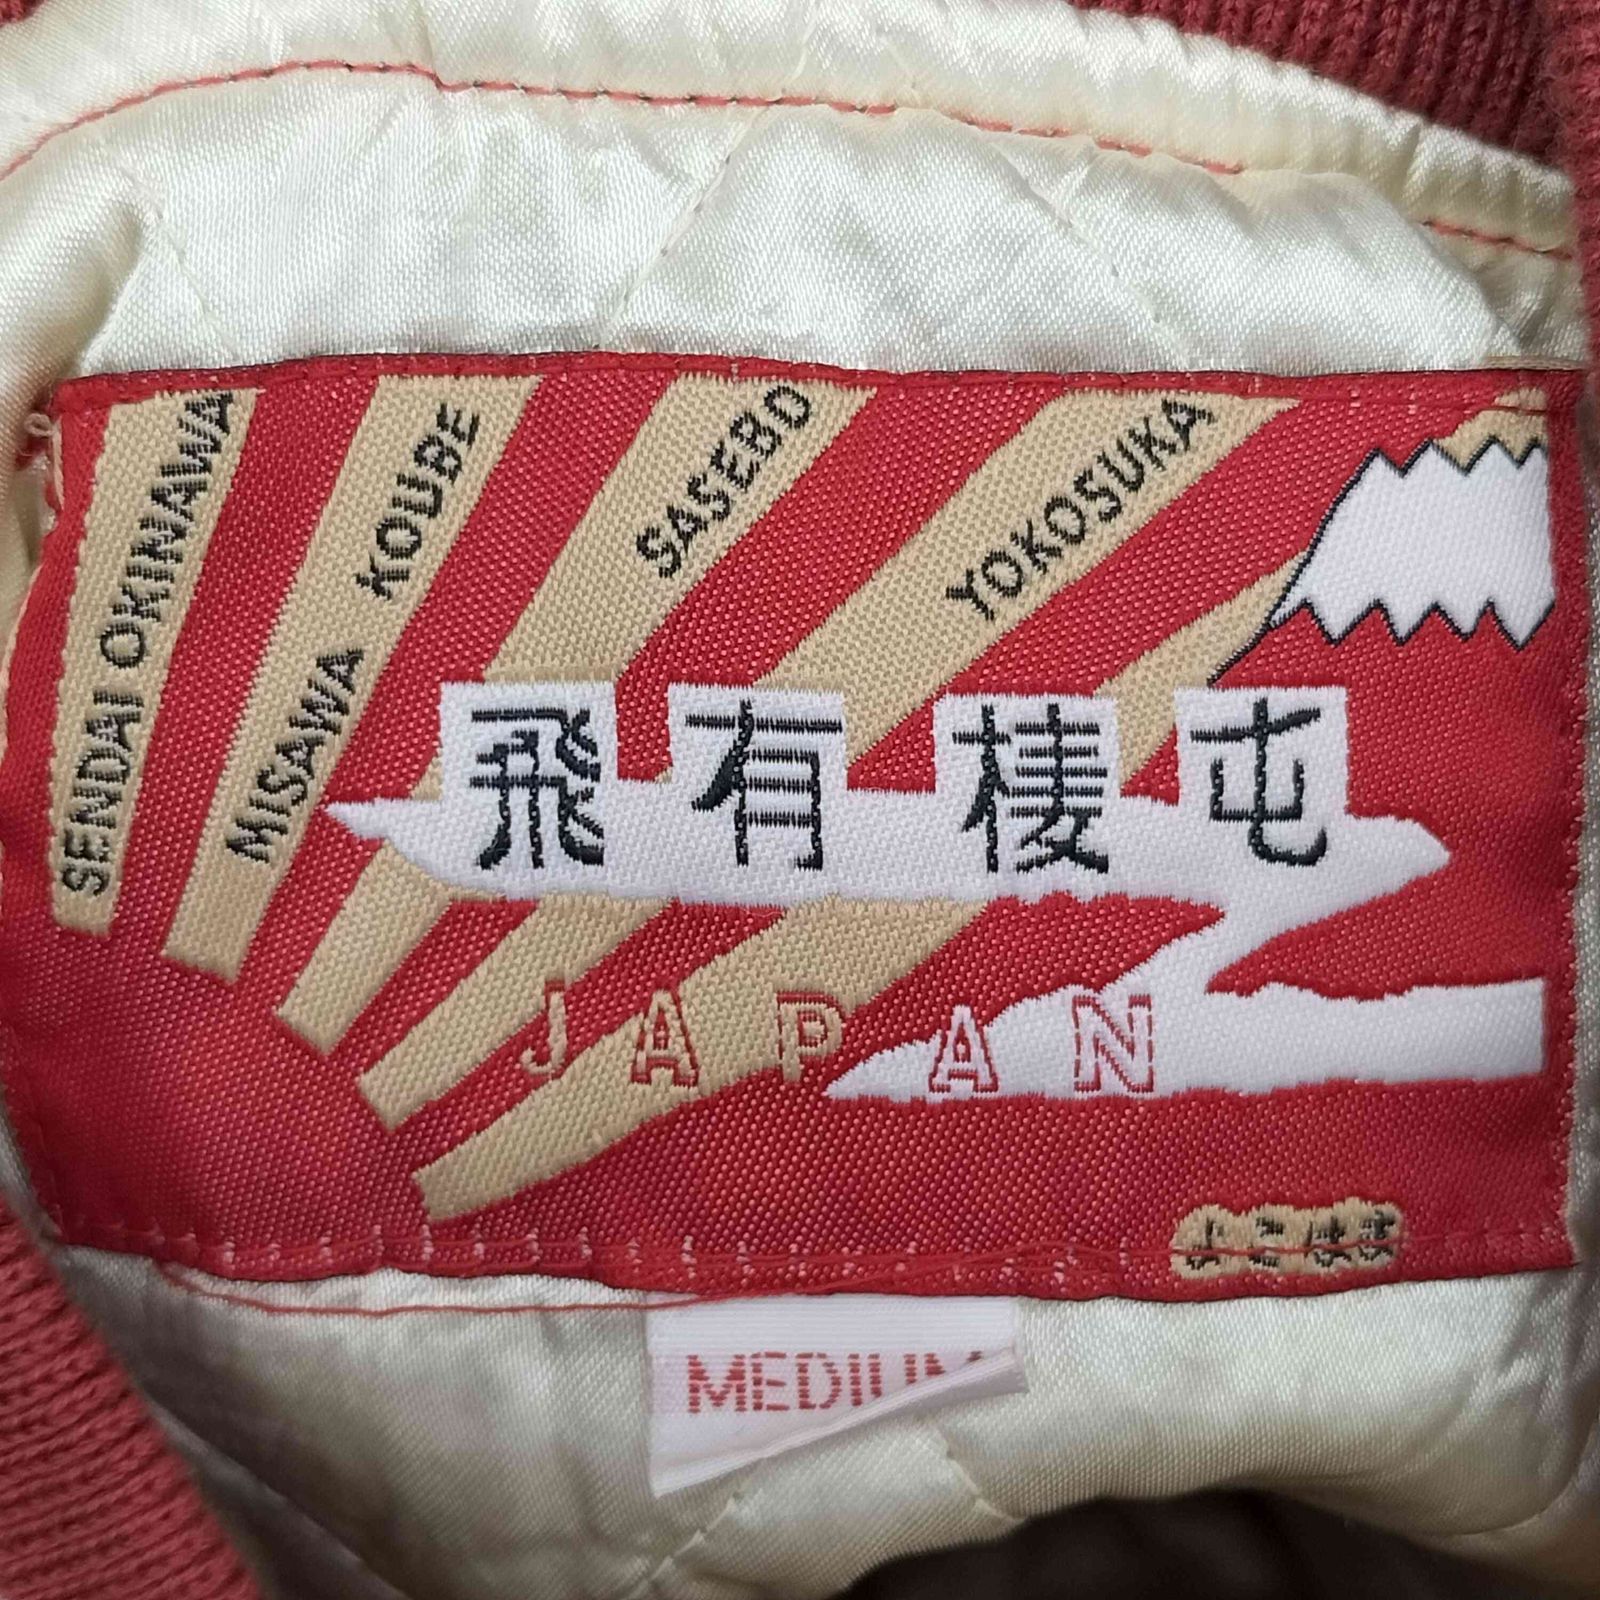 SENDAI OKINAWA
MISAWA KOUBE
SASEBO
YOKOSUKA
飛有棲屯
JAPAN
MEDIUM